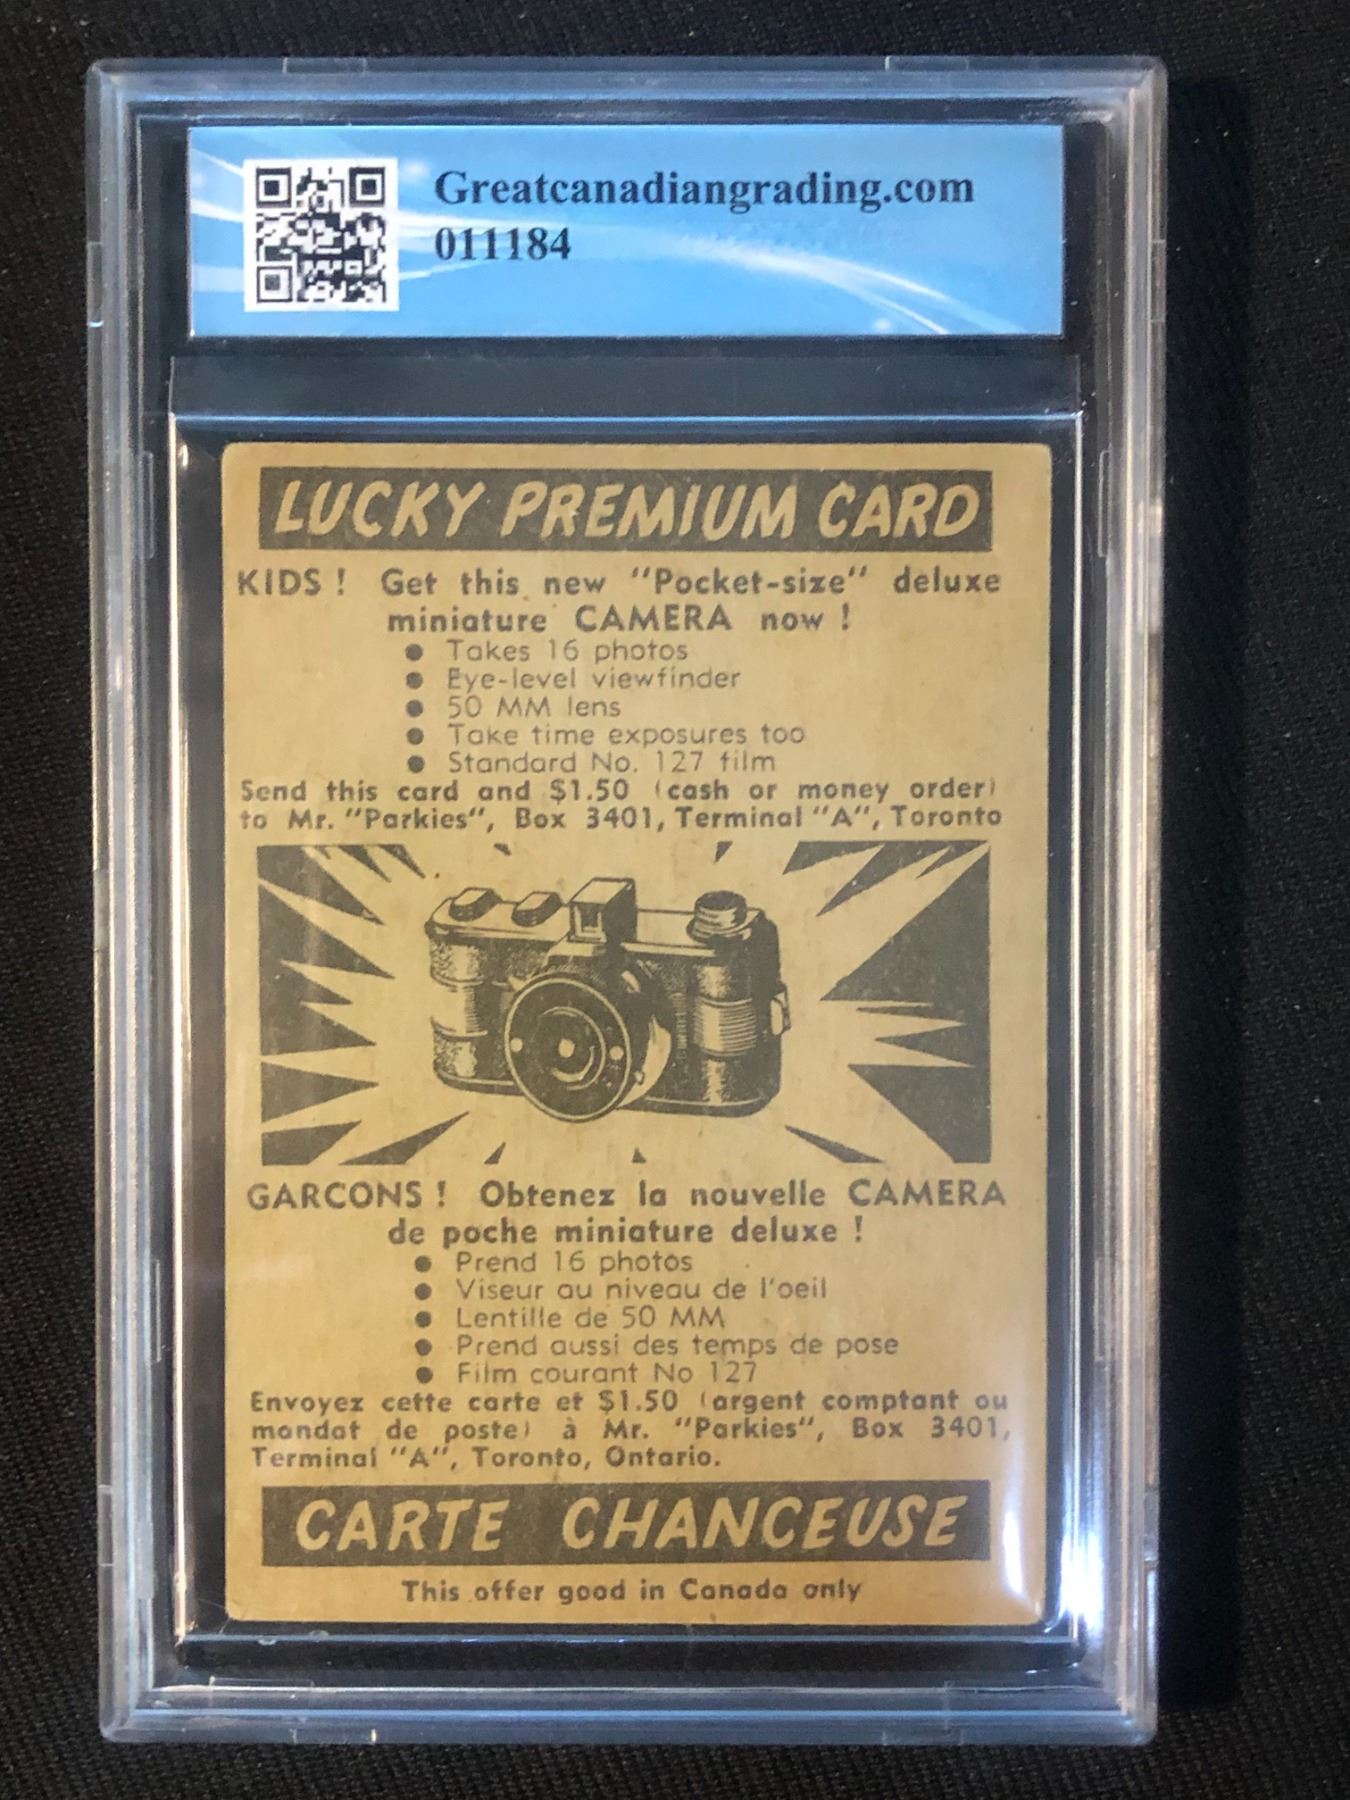 Greatcanadiangrading.com
011184
LUCKY PREMIUM CARD
KIDS ! Get this new "Pocket-size" deluxe
miniature CAMERA now !
● Takes 16 photos
● Eye-level viewfinder
● 50 MM lens
● Take time exposures too
● Standard No. 127 film
Send this card and $1.50 (cash or money order)
to Mr. "Parkies", Box 3401, Terminal "A", Toronto
GARCONS ! Obtenez la nouvelle CAMERA
de poche miniature deluxe !
● Prend 16 photos
● Viseur au niveau de l'oeil
● Lentille de 50 MM
● Prend aussi des temps de pose
● Film courant No 127
Envoyez cette carte et $1.50 (argent comptant ou
mandat de poste) à Mr. "Parkies", Box 3401,
Terminal "A", Toronto, Ontario.
CARTE CHANCEUSE
This offer good in Canada only